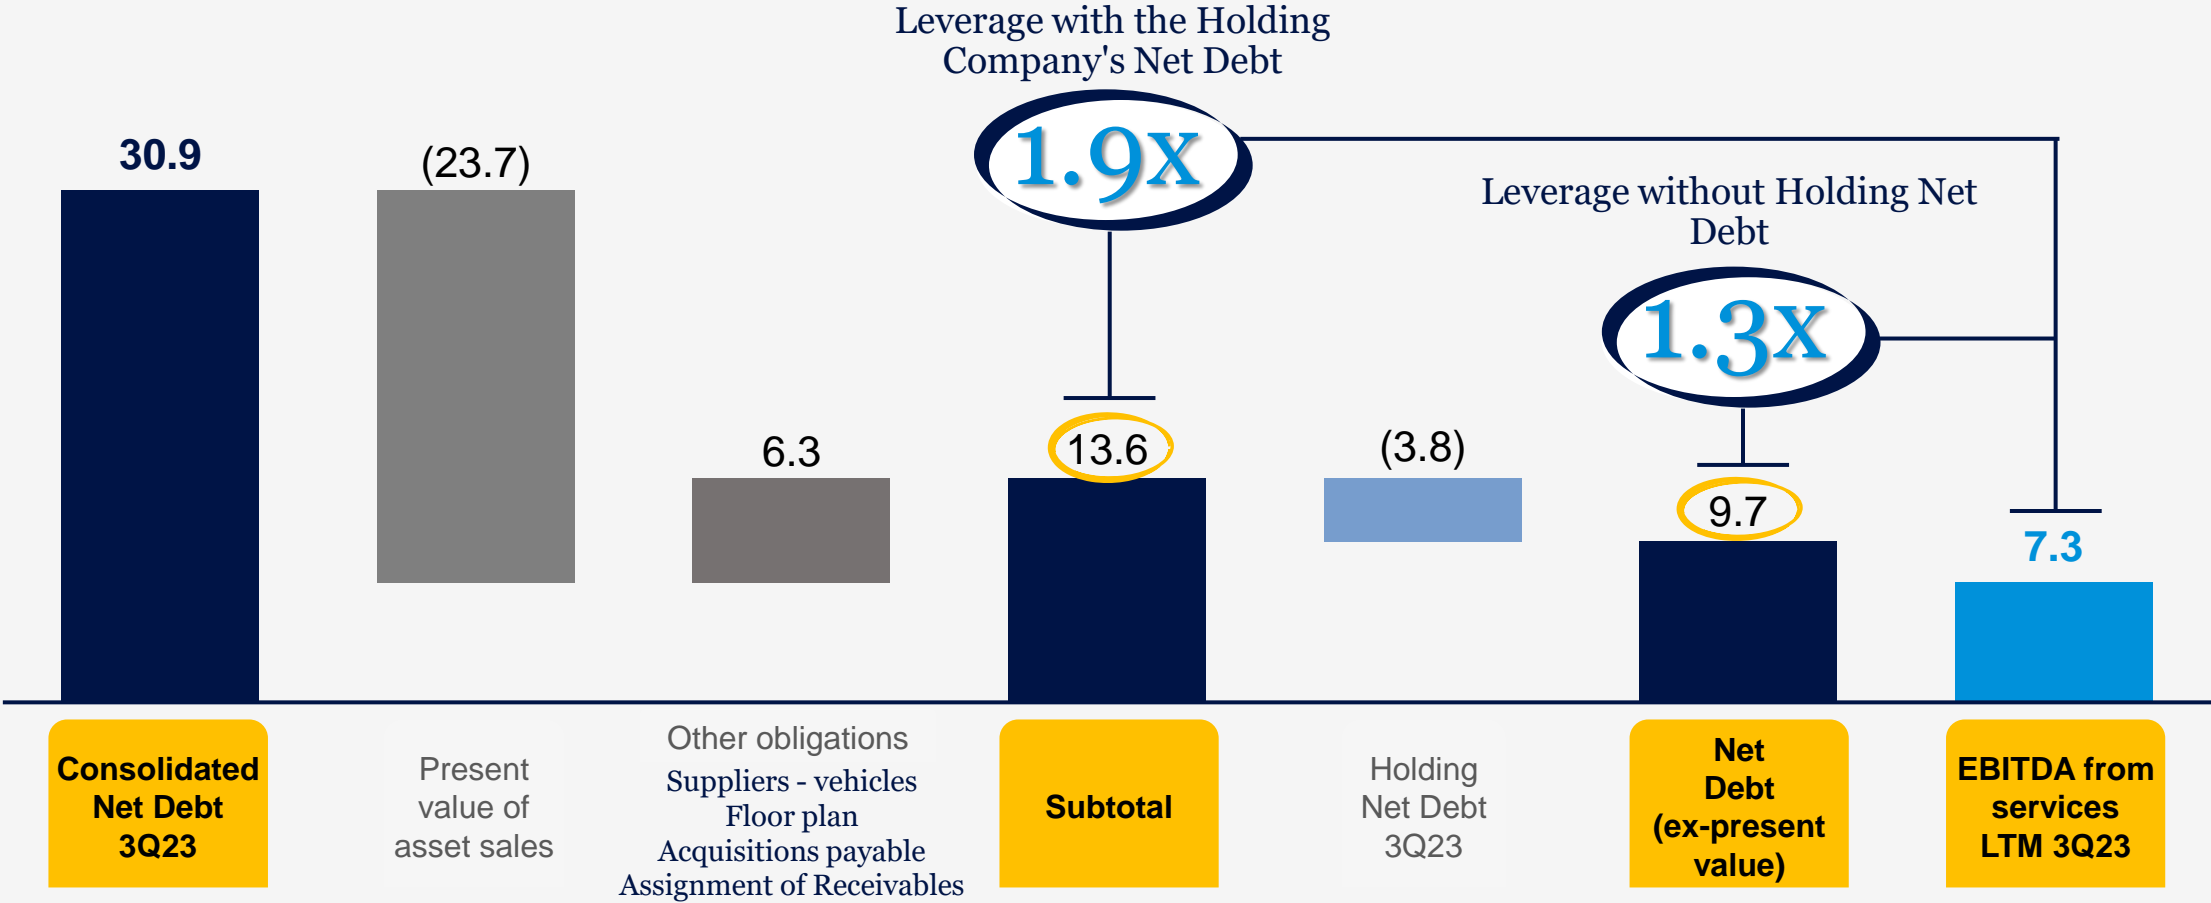 Leverage with the Holding
Company's Net Debt
1.9x
30.9
(23.7)
Leverage without Holding Net
Debt
1.3x
6.3
13.6
(3.8)
9.7
7.3
Consolidated
Net Debt
3Q23
Present
value of
asset sales
Other obligations
Suppliers - vehicles
Floor plan
Acquisitions payable
Assignment of Receivables
Subtotal
Holding
Net Debt
3Q23
Net
Debt
(ex-present
value)
EBITDA from
services
LTM 3Q23